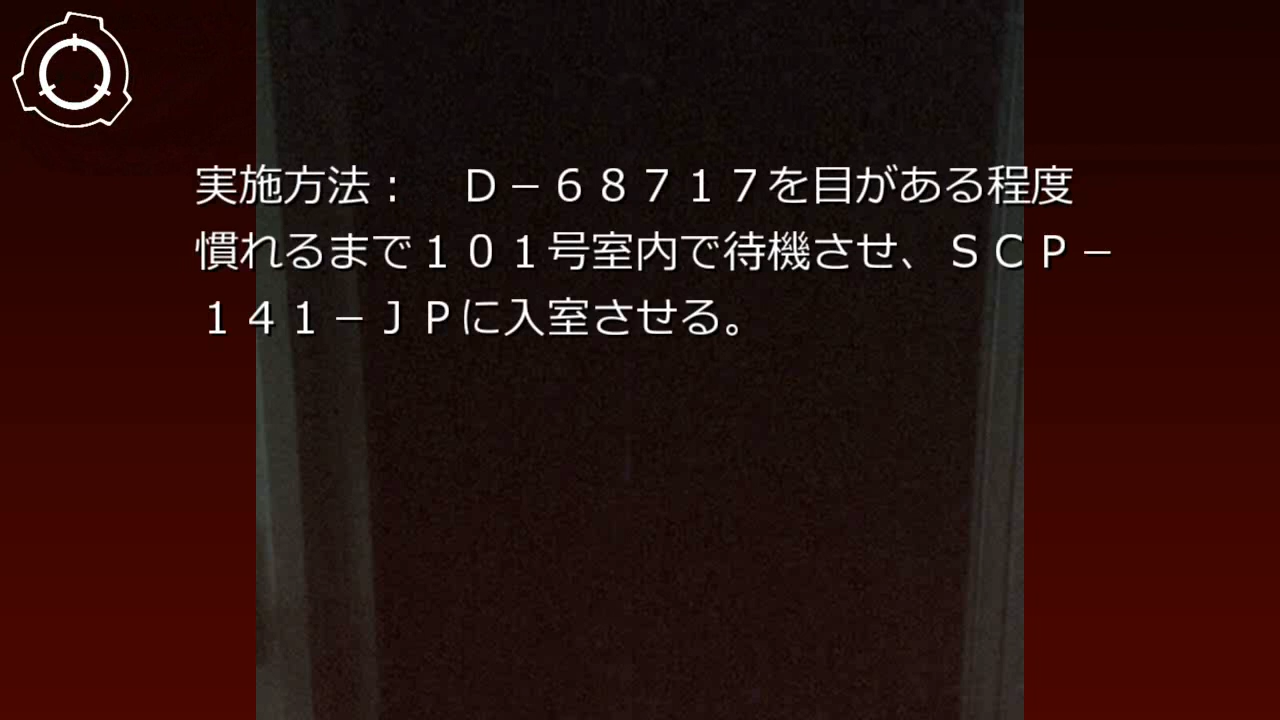 実施方法：　Ｄ－６８７１７を目がある程度
慣れるまで１０１号室内で待機させ、ＳＣＰ－
１４１－ＪＰに入室させる。